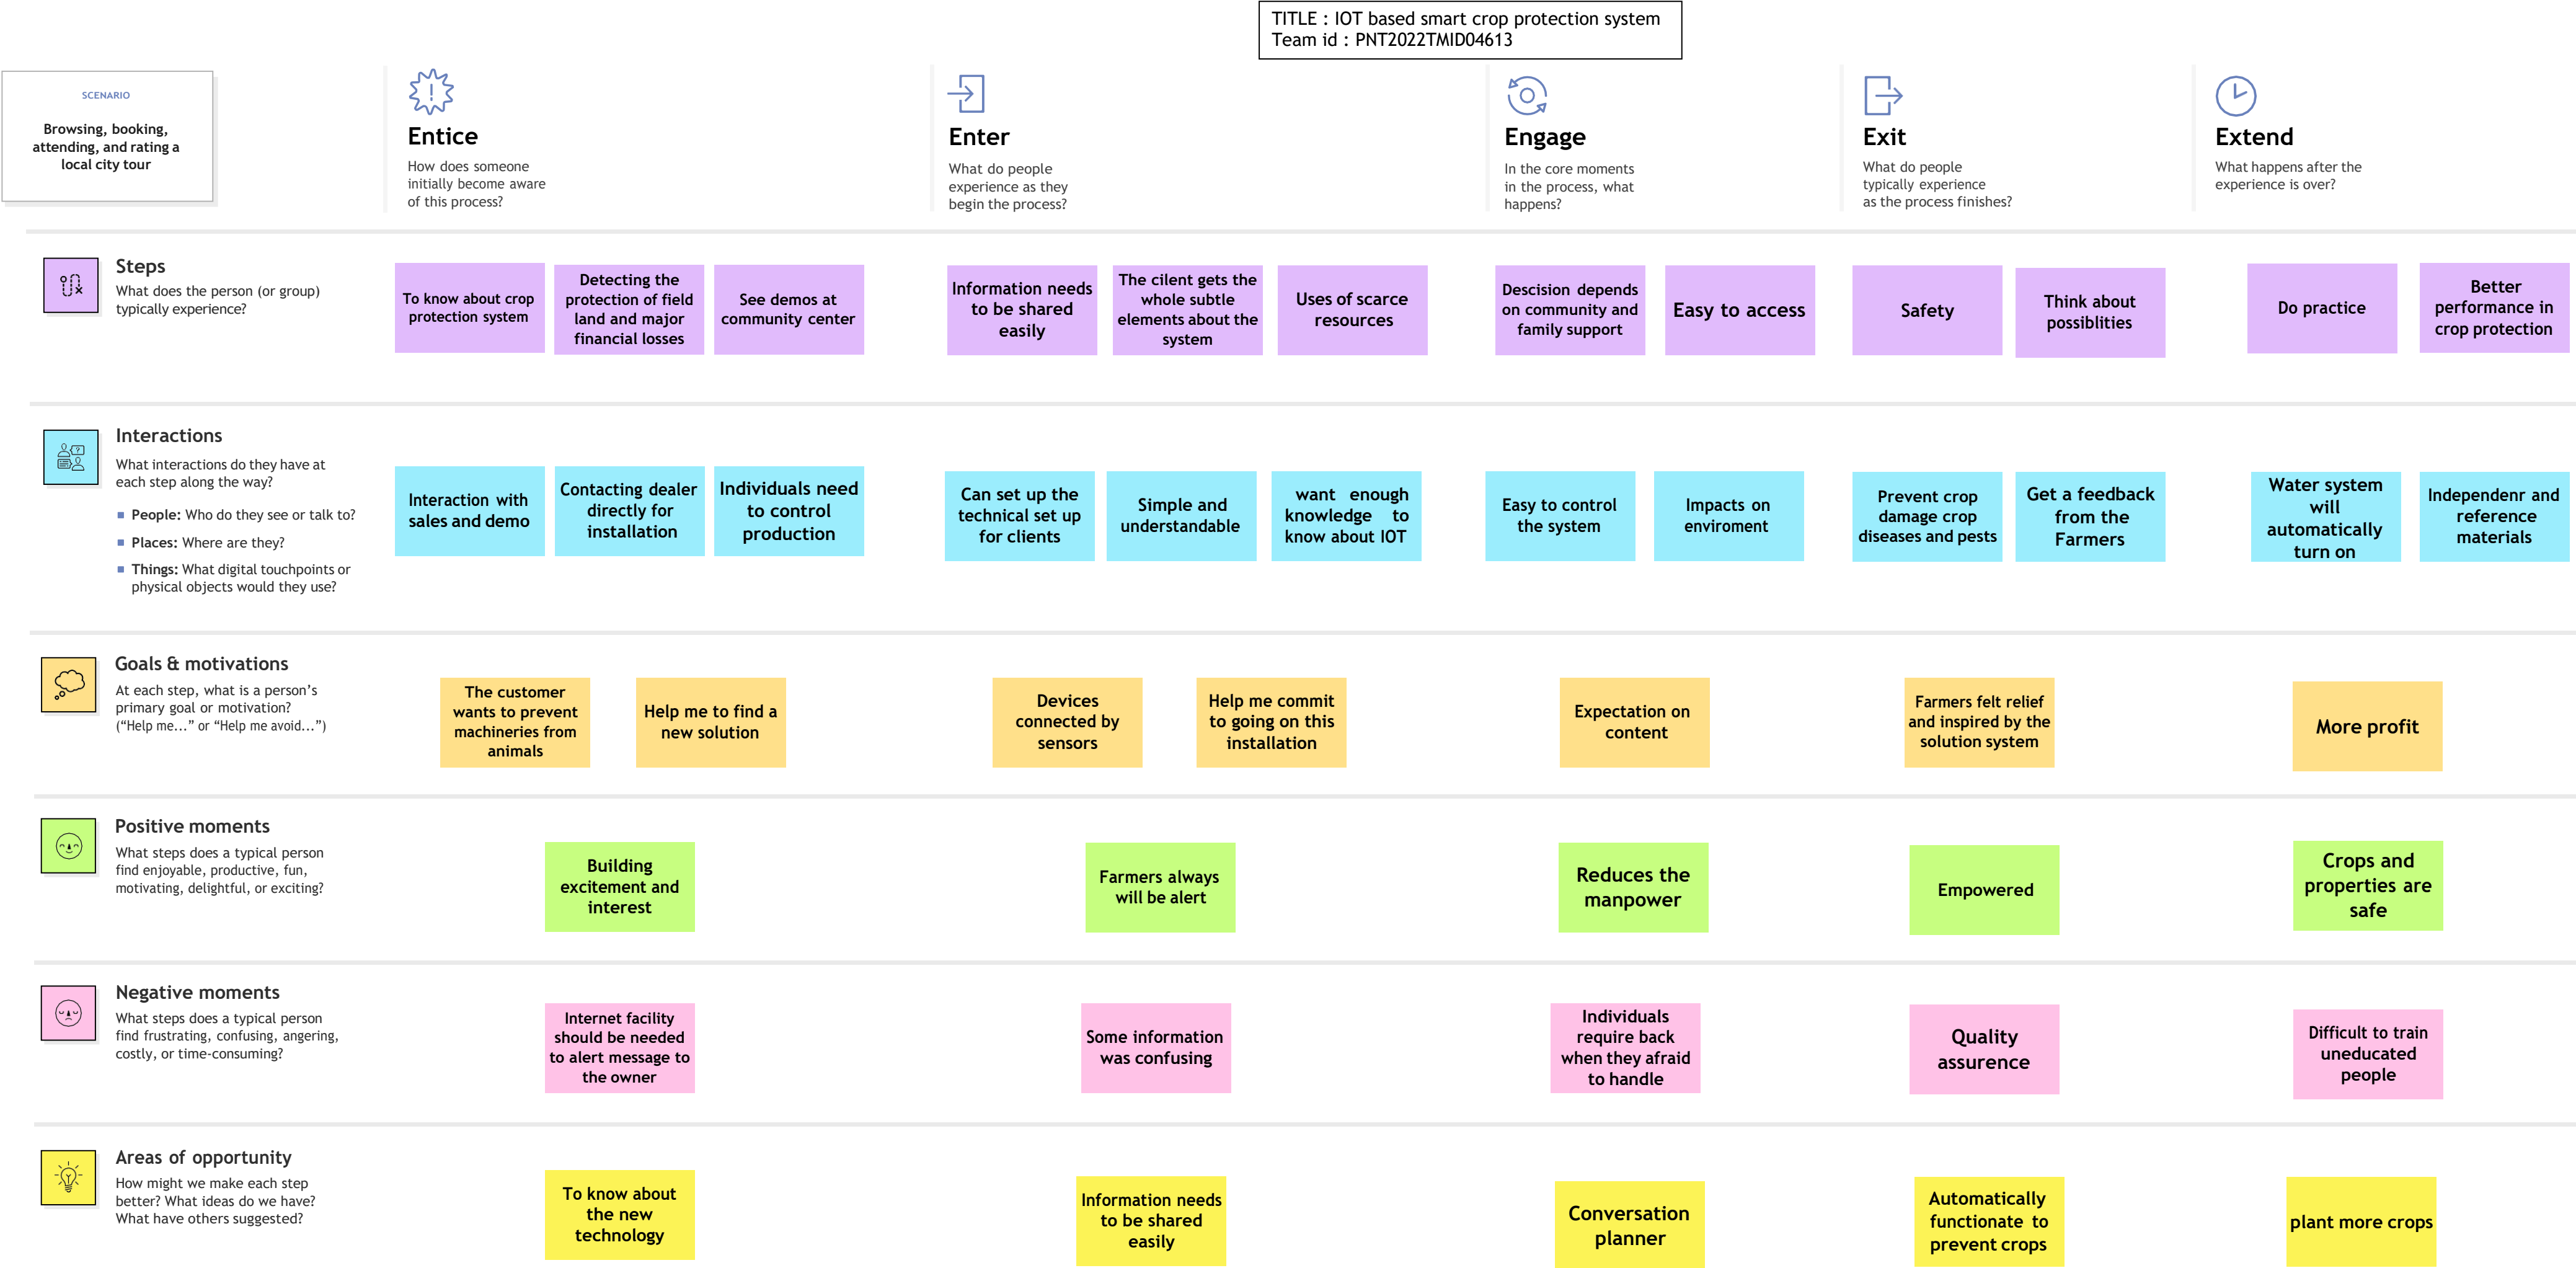 TITLE : IOT based smart crop protection system
Team id : PNT2022TMID04613
SCENARIO
Browsing, booking,
attending, and rating a
local city tour
Entice
How does someone
initially become aware
of this process?
Enter
What do people
experience as they
begin the process?
Engage
In the core moments
in the process, what
happens?
Exit
What do people
typically experience
as the process finishes?
Extend
What happens after the
experience is over?
Steps
What does the person (or group)
typically experience?
To know about crop
protection system
Detecting the
protection of field
land and major
financial losses
See demos at
community center
Information needs
to be shared
easily
The cilent gets the
whole subtle
elements about the
system
Uses of scarce
resources
Descision depends
on community and
family support
Easy to access
Safety
Think about
possiblities
Do practice
Better
performance in
crop protection
Interactions
What interactions do they have at
each step along the way?
People: Who do they see or talk to?
Places: Where are they?
Things: What digital touchpoints or
physical objects would they use?
Interaction with
sales and demo
Contacting dealer
directly for
installation
Individuals need
to control
production
Can set up the
technical set up
for clients
Simple and
understandable
want enough
knowledge to
know about IOT
Easy to control
the system
Impacts on
enviroment
Prevent crop
damage crop
diseases and pests
Get a feedback
from the
Farmers
Water system
will
automatically
turn on
Independenr and
reference
materials
Goals & motivations
At each step, what is a person's
primary goal or motivation?
(“Help me...” or “Help me avoid...”)
The customer
wants to prevent
machineries from
animals
Help me to find a
new solution
Devices
connected by
sensors
Help me commit
to going on this
installation
Expectation on
content
Farmers felt relief
and inspired by the
solution system
More profit
Positive moments
What steps does a typical person
find enjoyable, productive, fun,
motivating, delightful, or exciting?
Building
excitement and
interest
Farmers always
will be alert
Reduces the
manpower
Empowered
Crops and
properties are
safe
Negative moments
What steps does a typical person
find frustrating, confusing, angering,
costly, or time-consuming?
Internet facility
should be needed
to alert message to
the owner
Some information
was confusing
Individuals
require back
when they afraid
to handle
Quality
assurence
Difficult to train
uneducated
people
Areas of opportunity
How might we make each step
better? What ideas do we have?
What have others suggested?
To know about
the new
technology
Information needs
to be shared
easily
Conversation
planner
Automatically
functionate to
prevent crops
plant more crops